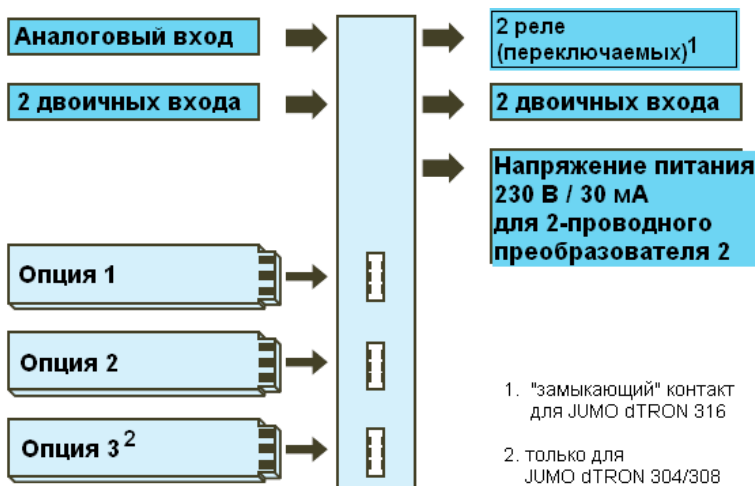 Аналоговый вход
2 реле
(переключаемых)1
2 двоичных входа
2 двоичных входа
Напряжение питания
230 В / 30 мА
для 2-проводного
преобразователя 2
Опция 1
Опция 2
Опция 3 2
1. "замыкающий" контакт
для JUMO dTRON 316
2. только для
JUMO dTRON 304/308